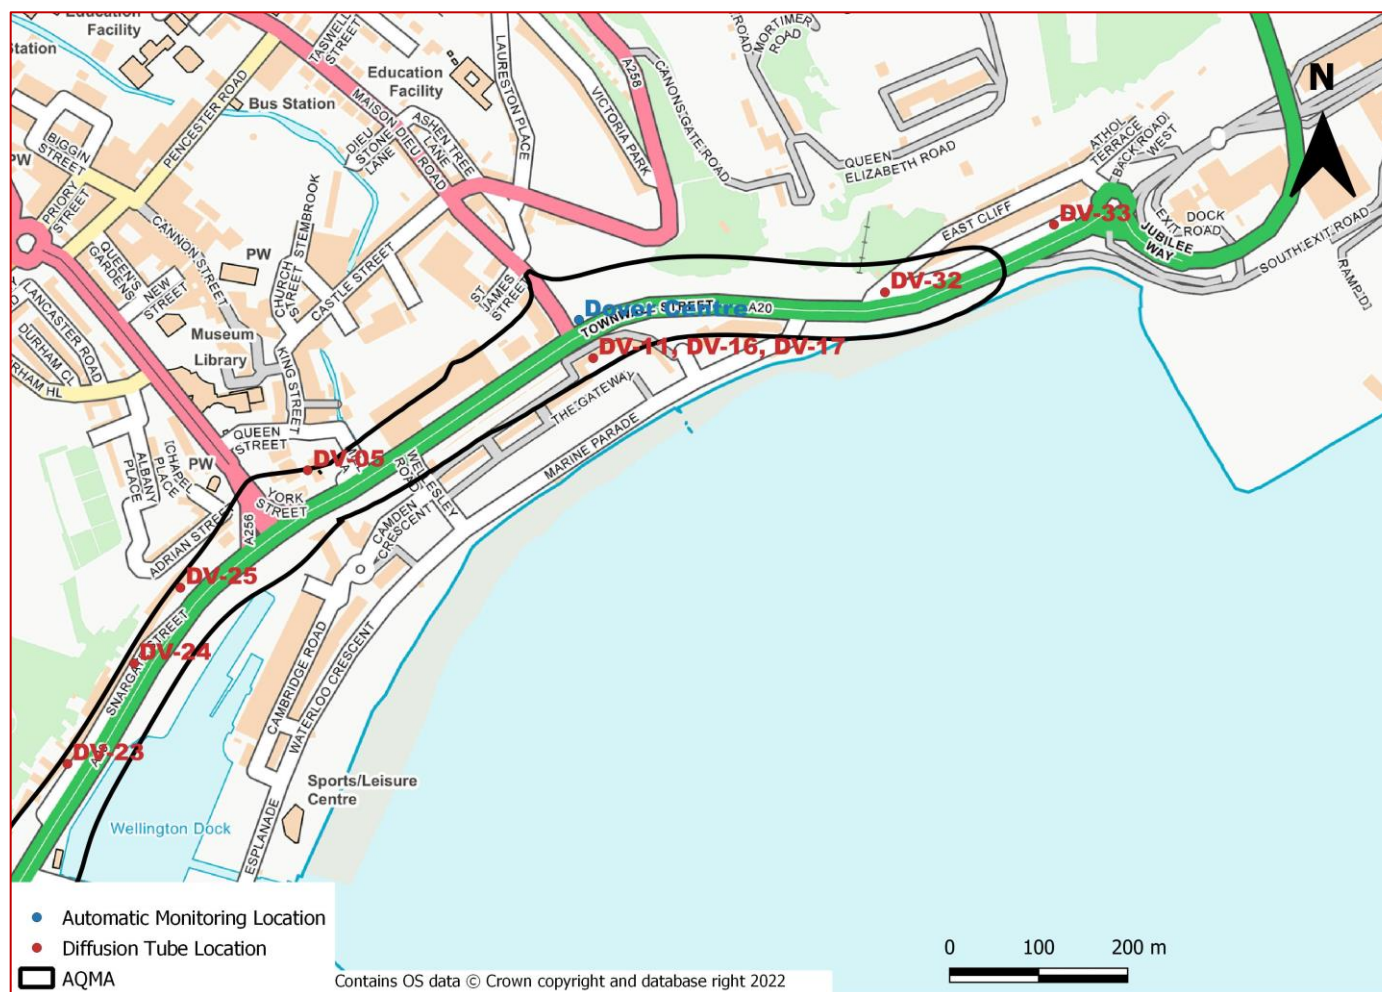 Education
Facility
Station
TASWELL
STREET
LAURESTON PLACE
A258
MORTIMER
ROAD
ROAD
N
Education
Facility
PENCESTER ROAD
Bus Station
MAISON DIEU ROAD
ASHEN TREE
LANE
DIEU
STONE
LANE
VICTORIA PARK
CANONS GATE ROAD
QUEEN
ELIZABETH ROAD
ATHOL
TERRACE
BACK ROAD
WEST
BIGGIN
STREET
PW
PRIORY
STREET
CANNON STREET
QUEEN'S
GARDENS
NEW
STREET
PW
CHURCH
STREET
STEMBROOK
CASTLE STREET
ST
JAMES
STREET
EAST CLIFF
DV-33
EXIT
ROAD
DOCK
JUBILEE
WAY
SOUTH EXIT ROAD
RAMP D
DV-32
LANCASTER ROAD
DURHAM CL
Museum
Library
KING STREET
Dover Centre
TOWNWALL STREET
A20
DV-11, DV-16, DV-17
THE GATEWAY
MARINE PARADE
QUEEN
STREET
ALBANY
PLACE
CHAPEL
PLACE
PW
DV-05
YORK
STREET
A256
ADRIAN STREET
WELLESLEY
ROAD
CAMDEN
CRESCENT
DV-25
SNARGATE STREET
DV-24
CAMBRIDGE ROAD
WATERLOO CRESCENT
DV-23
Sports/Leisure
Centre
Wellington Dock
ESPLANADE
Automatic Monitoring Location
Diffusion Tube Location
AQMA
Contains OS data © Crown copyright and database right 2022
0 100 200 m